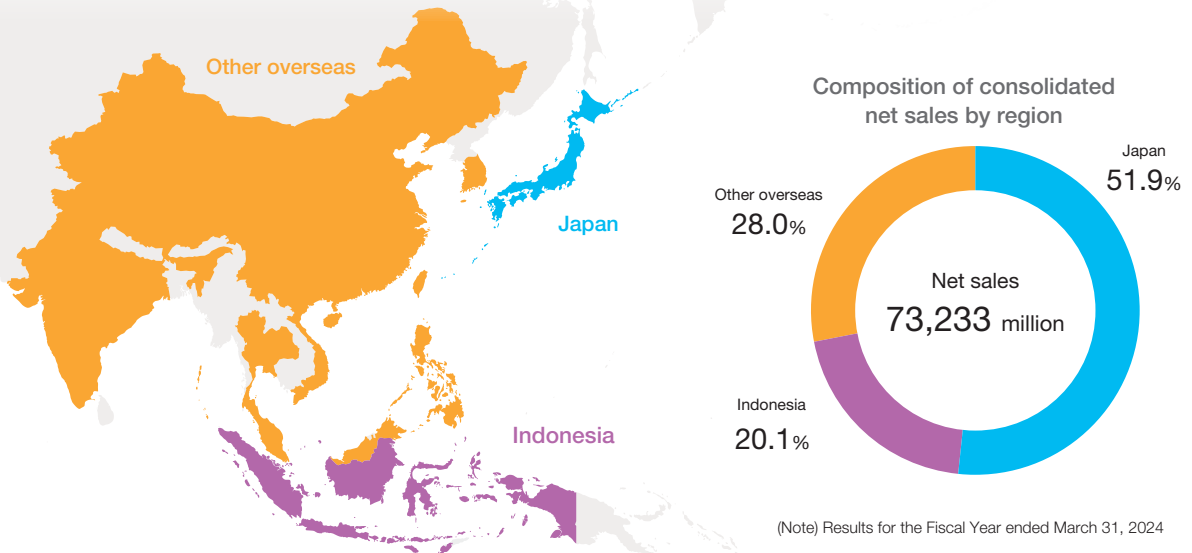 Other overseas
Japan
Indonesia
Composition of consolidated
net sales by region
Japan
51.9%
Other overseas
28.0%
Net sales
73,233 million
Indonesia
20.1%
(Note) Results for the Fiscal Year ended March 31, 2024